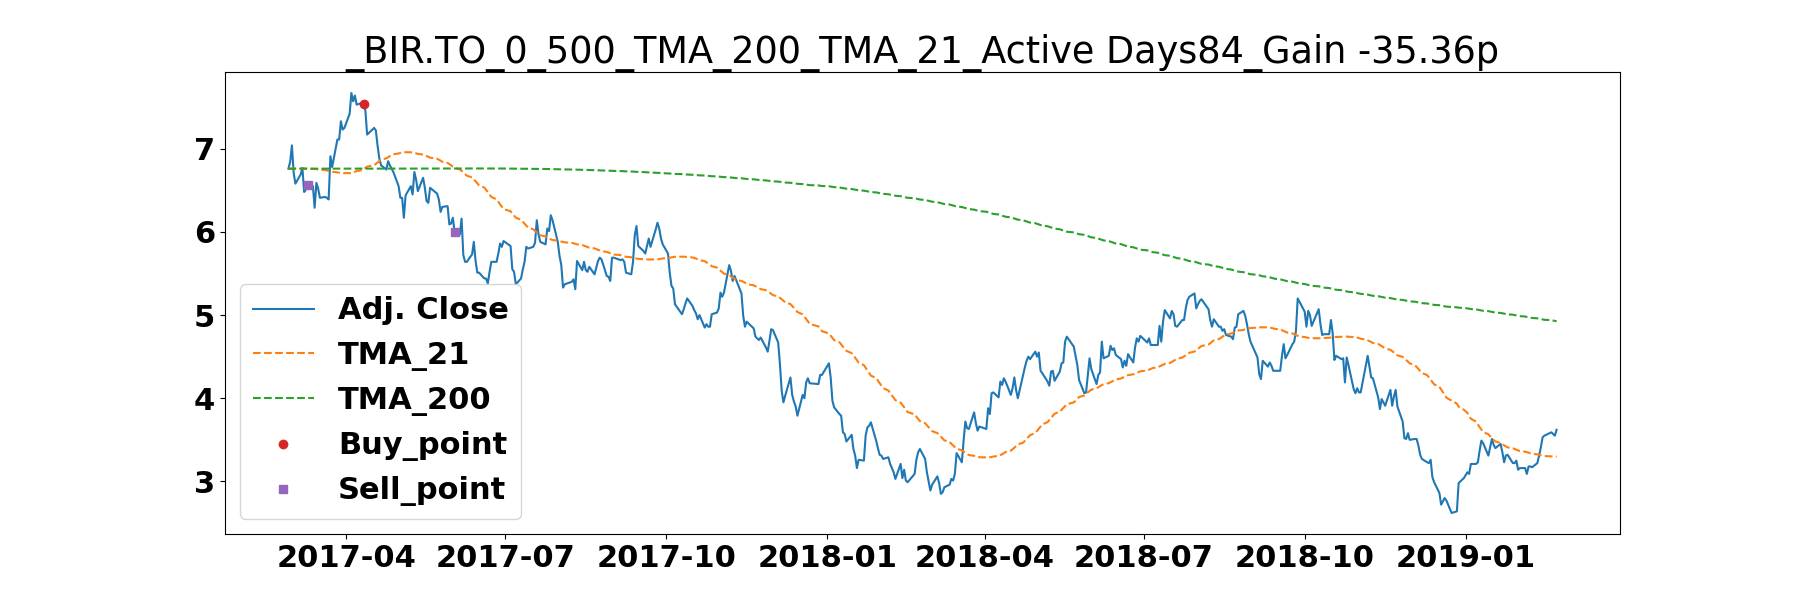 _BIR.TO_0_500_TMA_200_TMA_21_Active Days84_Gain -35.36p
7
6
5
4
3
Adj. Close
TMA_21
TMA_200
Buy_point
Sell_point
2017-04 2017-07 2017-10 2018-01 2018-04 2018-07 2018-10 2019-01